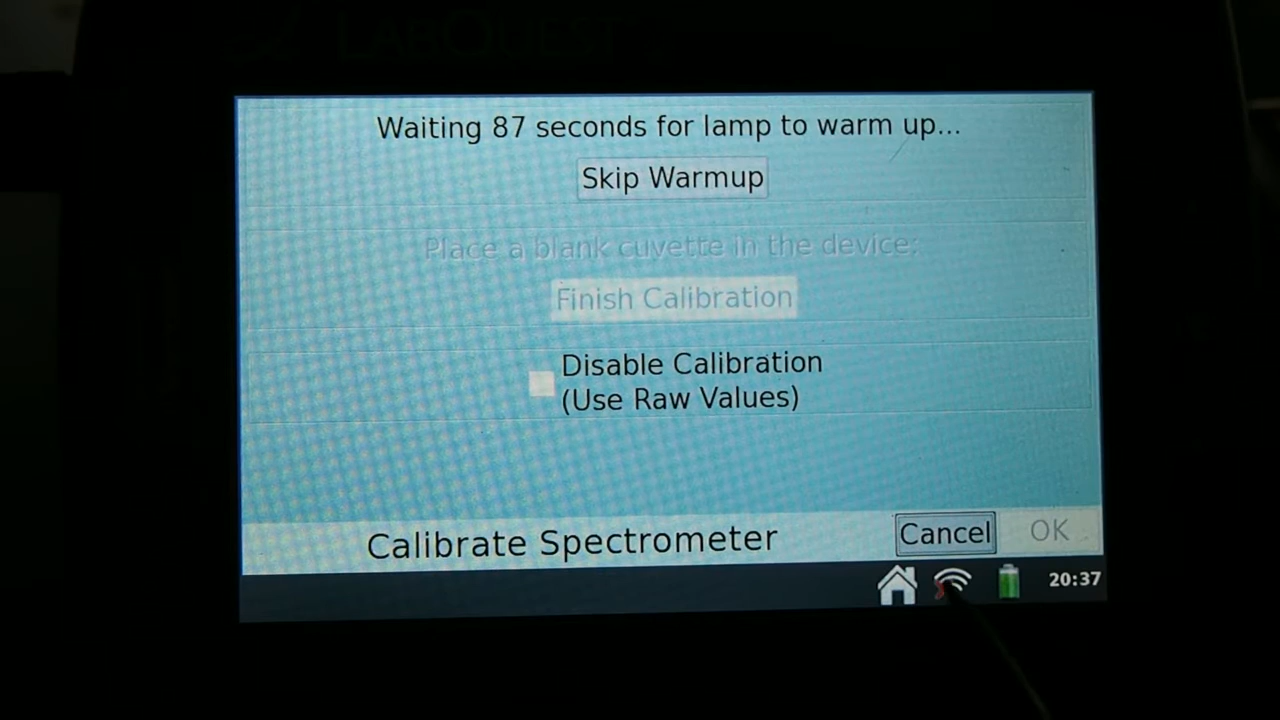 LABQUEST
Waiting 87 seconds for lamp to warm up...
Skip Warmup
Place a blank cuvette in the device:
Finish Calibration
Disable Calibration
(Use Raw Values)
Calibrate Spectrometer
Cancel
OK
20:37